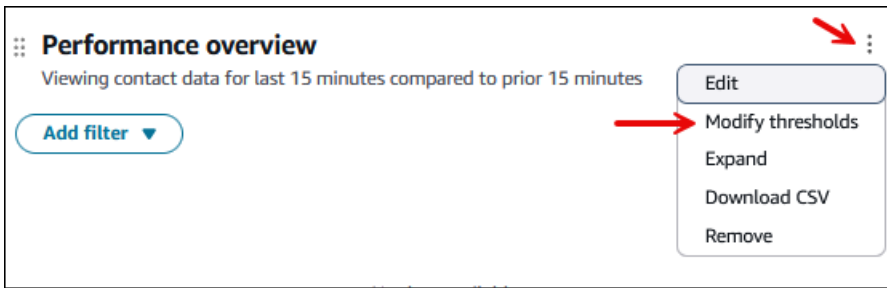 Performance overview
Viewing contact data for last 15 minutes compared to prior 15 minutes
Add filter
Edit
Modify thresholds
Expand
Download CSV
Remove